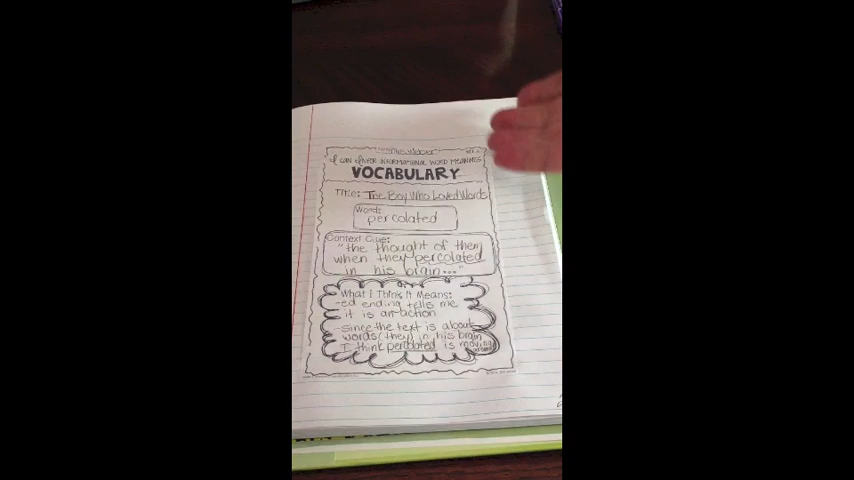 I CAN INFER INFORMATIONAL WORD MEANINGS
VOCABULARY
Title: The Boy Who Loved Words
Word:
percolated
Context Clue:
"the thought of them
when they percolated
in his brain..."
What I Think It Means:
-ed ending tells me
it is an action
-since the text is about
words (they) in his brain
I think percolated is moving